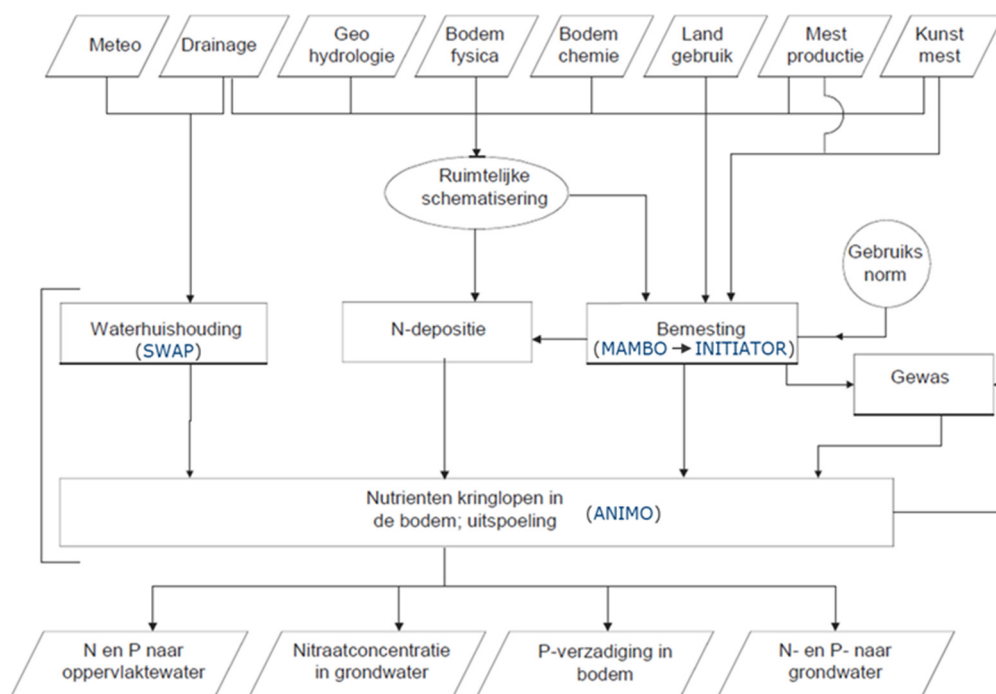 Meteo
Drainage
Geo
hydrologie
Bodem
fysica
Bodem
chemie
Land
gebruik
Mest
productie
Kunst
mest
Ruimtelijke
schematisering
Gebruiks
norm
Waterhuishouding
(SWAP)
N-depositie
Bemesting
(MAMBO → INITIATOR)
Gewas
Nutrienten kringlopen in
de bodem; uitspoeling (ANIMO)
N en P naar
oppervlaktewater
Nitraatconcentratie
in grondwater
P-verzadiging in
bodem
N- en P- naar
grondwater